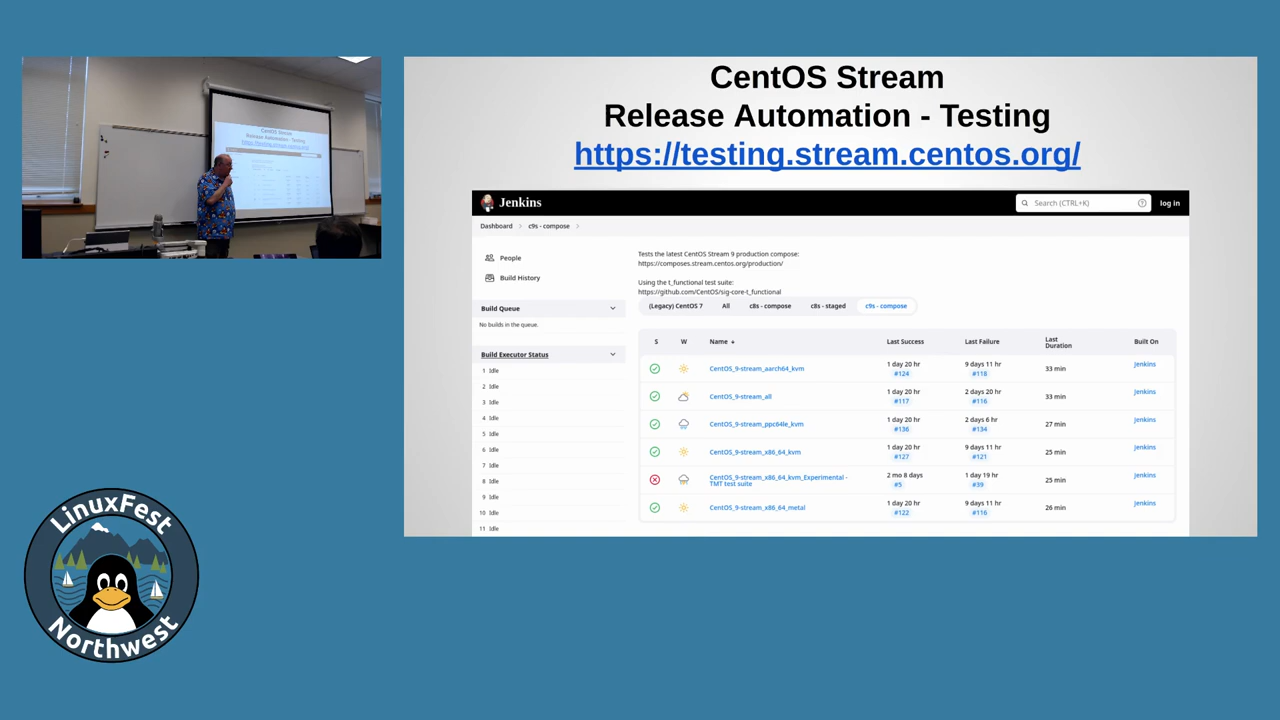 CentOS Stream
Release Automation - Testing
https://testing.stream.centos.org/
Jenkins
Search (CTRL+K)
log in
Dashboard
c9s - compose
People
Build History
Build Queue
No builds in the queue.
Build Executor Status
1 Idle
2 Idle
3 Idle
4 Idle
5 Idle
6 Idle
7 Idle
8 Idle
9 Idle
10 Idle
11 Idle
Tests the latest CentOS Stream 9 production compose:
https://composes.stream.centos.org/production/
Using the t_functional test suite:
https://github.com/CentOS/sig-core-t_functional
(Legacy) CentOS 7 All c8s - compose c8s - staged c9s - compose
S W Name ↓ Last Success Last Failure Last Duration Built On
CentOS_9-stream_aarch64_kvm 1 day 20 hr #124 9 days 11 hr #118 33 min Jenkins
CentOS_9-stream_all 1 day 20 hr #117 2 days 20 hr #116 33 min Jenkins
CentOS_9-stream_ppc64le_kvm 1 day 20 hr #136 2 days 6 hr #134 27 min Jenkins
CentOS_9-stream_x86_64_kvm 1 day 20 hr #127 9 days 11 hr #121 25 min Jenkins
CentOS_9-stream_x86_64_kvm_Experimental - TMT test suite 2 mo 8 days #5 1 day 19 hr #39 25 min Jenkins
CentOS_9-stream_x86_64_metal 1 day 20 hr #122 9 days 11 hr #116 26 min Jenkins
LinuxFest
Northwest